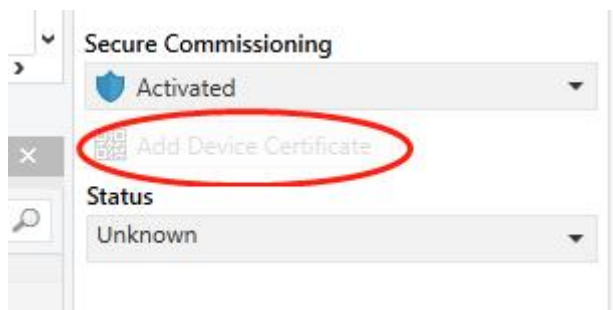 Secure Commissioning
Activated
Add Device Certificate
Status
Unknown